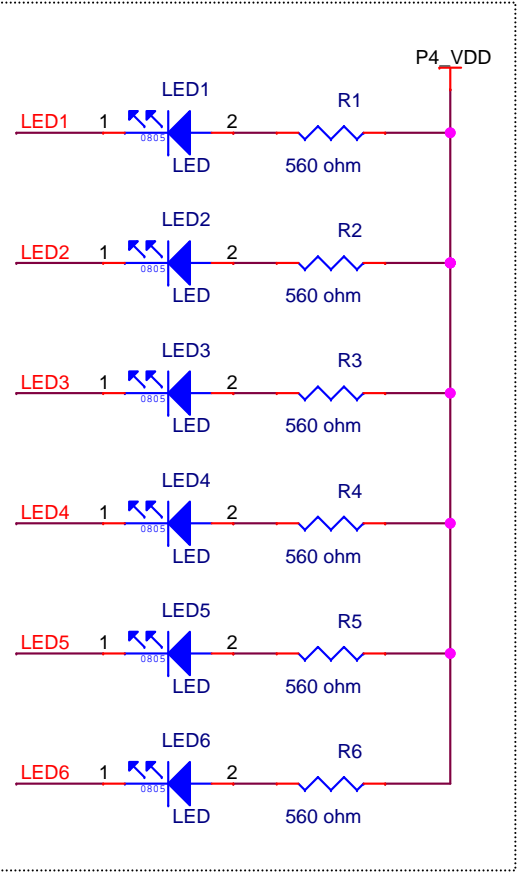 P4_VDD
LED1
R1
LED1 1 2
0805
LED 560 ohm
LED2
R2
LED2 1 2
0805
LED 560 ohm
LED3
R3
LED3 1 2
0805
LED 560 ohm
LED4
R4
LED4 1 2
0805
LED 560 ohm
LED5
R5
LED5 1 2
0805
LED 560 ohm
LED6
R6
LED6 1 2
0805
LED 560 ohm